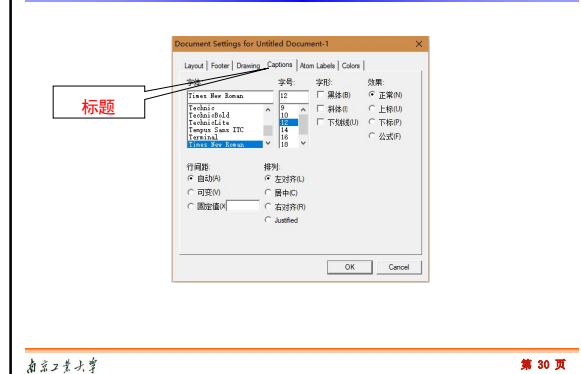 Document Settings for Untitled Document-1
×
Layout | Footer | Drawing Captions | Atom Labels | Colors |
标题
字体: 字号: 字形: 效果:
Times New Roman 12 黑体(B) 正常(N)
Technic 9 斜体(I) 上标(U)
TechnicBold 10 下划线(U) 下标(P)
TechnicLite 12 公式(F)
Tempus Sans ITC 14
Terminal 16
Times New Roman 18
行间距: 排列:
自动(A) 左对齐(L)
可变(V) 居中(C)
固定值(X 右对齐(R)
Justified
OK Cancel
南京工业大学
第 30 页